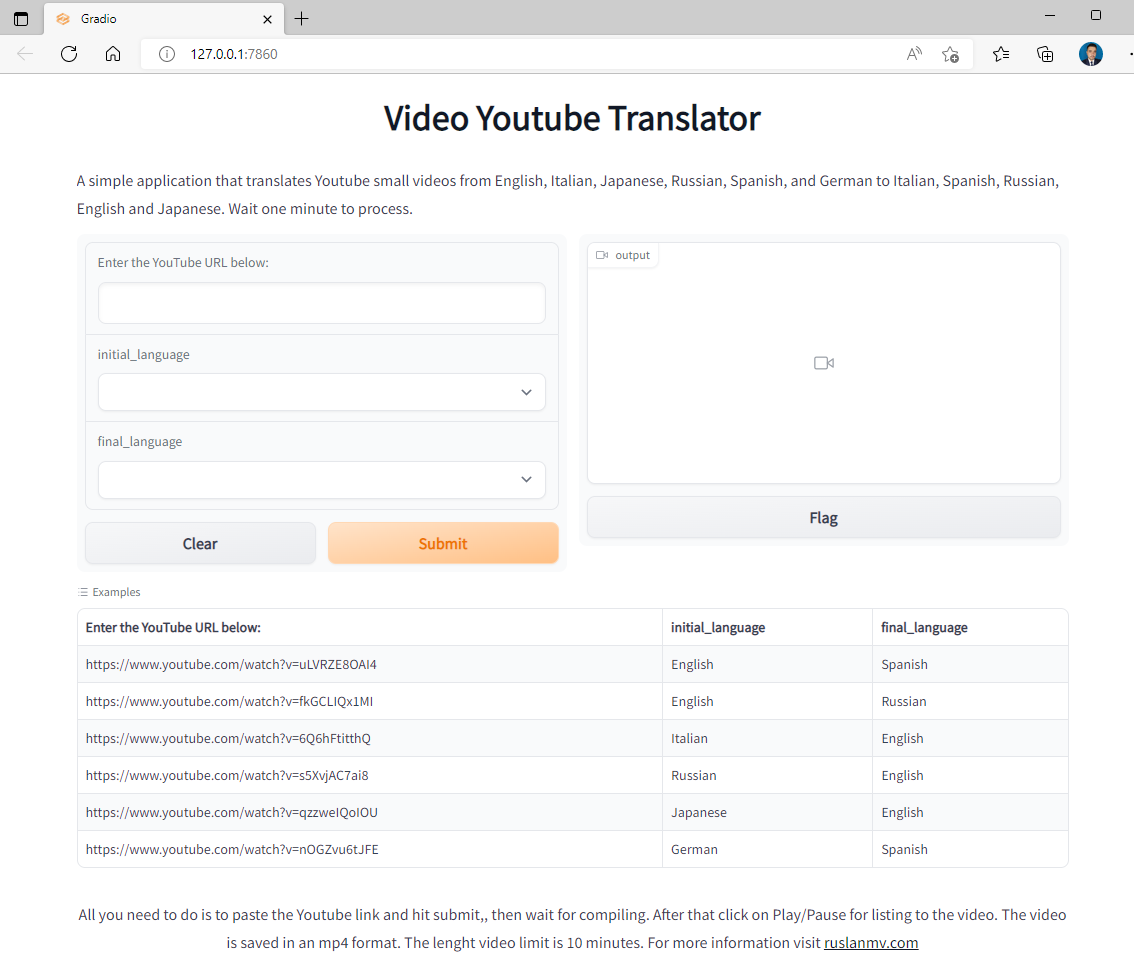 Gradio
127.0.0.1:7860
Video Youtube Translator
A simple application that translates Youtube small videos from English, Italian, Japanese, Russian, Spanish, and German to Italian, Spanish, Russian,
English and Japanese. Wait one minute to process.
Enter the YouTube URL below:
initial_language
final_language
Clear
Submit
output
Flag
Examples
Enter the YouTube URL below: initial_language final_language
https://www.youtube.com/watch?v=uLVRZE8OAI4 English Spanish
https://www.youtube.com/watch?v=fkGCLIQx1MI English Russian
https://www.youtube.com/watch?v=6Q6hFtitthQ Italian English
https://www.youtube.com/watch?v=s5XvjAC7ai8 Russian English
https://www.youtube.com/watch?v=qzzweIQoIOU Japanese English
https://www.youtube.com/watch?v=nOGZvu6tJFE German Spanish
All you need to do is to paste the Youtube link and hit submit,, then wait for compiling. After that click on Play/Pause for listing to the video. The video
is saved in an mp4 format. The lenght video limit is 10 minutes. For more information visit ruslanmv.com